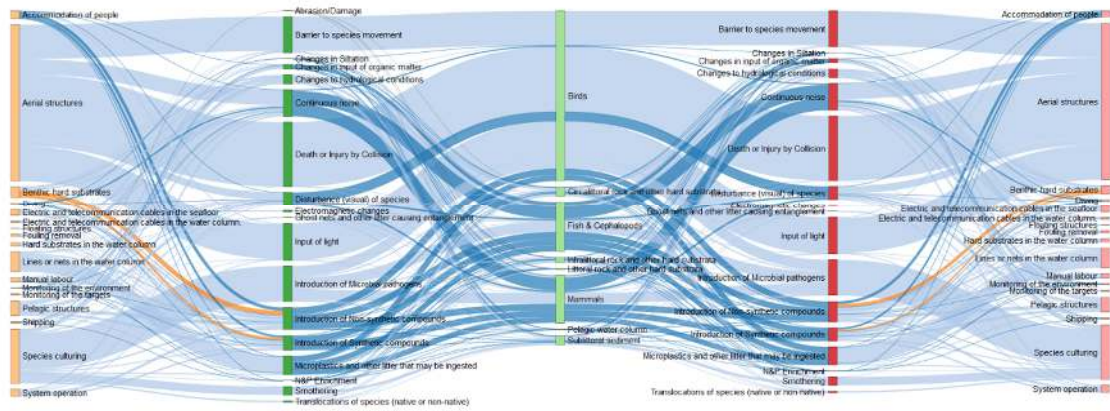 Accommodation of people
Aerial structures
Benthic hard substrates
Diving
Electric and telecommunication cables in the seafloor
Electric and telecommunication cables in the water column.
Floating structures
Fouling removal
Hard substrates in the water column
Lines or nets in the water column
Manual labour
Monitoring of the environment
Monitoring of the targets
Pelagic structures
Shipping
Species culturing
System operation
Abrasion/Damage
Barrier to species movement
Changes in Siltation
Changes in input of organic matter
Changes to hydrological conditions
Continuous noise
Death or Injury by Collision
Disturbance (visual) of species
Electromagnetic changes
Ghost nets and other litter causing entanglement
Input of light
Introduction of Microbial pathogens
Introduction of Non-synthetic compounds
Introduction of Synthetic compounds
Microplastics and other litter that may be ingested
N&P Enrichment
Smothering
Translocations of species (native or non-native)
Birds
Circalittoral rock and other hard substrata
Fish & Cephalopods
Infralittoral rock and other hard substrata
Littoral rock and other hard substrata
Mammals
Pelagic water column
Sublittoral sediment
Barrier to species movement
Changes in Siltation
Changes in input of organic matter
Changes to hydrological conditions
Continuous noise
Death or Injury by Collision
Disturbance (visual) of species
Electromagnetic changes
Ghost nets and other litter causing entanglement
Input of light
Introduction of Microbial pathogens
Introduction of Non-synthetic compounds
Introduction of Synthetic compounds
Microplastics and other litter that may be ingested
N&P Enrichment
Smothering
Translocations of species (native or non-native)
Accommodation of people
Aerial structures
Benthic hard substrates
Diving
Electric and telecommunication cables in the seafloor
Electric and telecommunication cables in the water column.
Floating structures
Fouling removal
Hard substrates in the water column
Lines or nets in the water column
Manual labour
Monitoring of the environment
Monitoring of the targets
Pelagic structures
Shipping
Species culturing
System operation